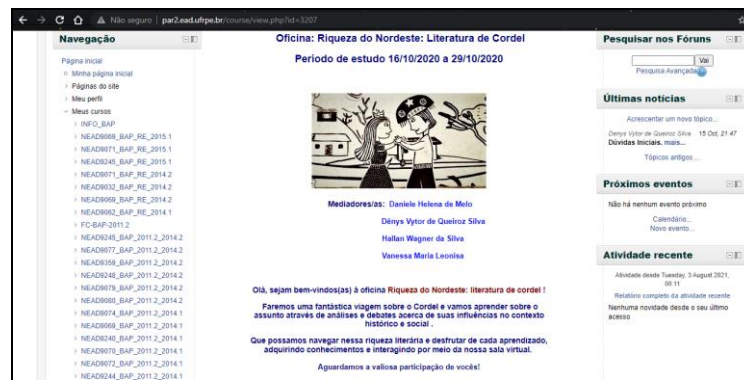 Não seguro | par2.ead.ufrpe.br/course/view.php?id=3207
Navegação
Página inicial
Minha página inicial
Páginas do site
Meu perfil
Meus cursos
INFO_BAP
NEAD9069_BAP_RE_2015.1
NEAD9071_BAP_RE_2015.1
NEAD9245_BAP_RE_2015.1
NEAD9071_BAP_RE_2014.2
NEAD9032_BAP_RE_2014.2
NEAD9069_BAP_RE_2014.2
NEAD9062_BAP_RE_2014.1
FC-BAP-2011.2
NEAD9245_BAP_2011.2_2014.2
NEAD9077_BAP_2011.2_2014.2
NEAD9359_BAP_2011.2_2014.2
NEAD9248_BAP_2011.2_2014.2
NEAD9079_BAP_2011.2_2014.2
NEAD9080_BAP_2011.2_2014.2
NEAD9074_BAP_2011.2_2014.1
NEAD9069_BAP_2011.2_2014.1
NEAD9240_BAP_2011.2_2014.1
NEAD9070_BAP_2011.2_2014.1
NEAD9072_BAP_2011.2_2014.1
NEAD9244_BAP_2011.2_2014.1
Oficina: Riqueza do Nordeste: Literatura de Cordel
Período de estudo 16/10/2020 a 29/10/2020
Mediadores/as: Daniele Helena de Melo
Dênys Vytor de Queiroz Silva
Hallan Wagner da Silva
Vanessa Maria Leonisa
Olá, sejam bem-vindos(as) à oficina Riqueza do Nordeste: literatura de cordel !
Faremos uma fantástica viagem sobre o Cordel e vamos aprender sobre o
assunto através de análises e debates acerca de suas influências no contexto
histórico e social .
Que possamos navegar nessa riqueza literária e desfrutar de cada aprendizado,
adquirindo conhecimentos e interagindo por meio da nossa sala virtual.
Aguardamos a valiosa participação de vocês!
Pesquisar nos Fóruns
Vai
Pesquisa Avançada
Últimas notícias
Acrescentar um novo tópico...
Denys Vytor de Queiroz Silva 15 Oct, 21:47
Dúvidas Iniciais. mais...
Tópicos antigos ...
Próximos eventos
Não há nenhum evento próximo
Calendário...
Novo evento...
Atividade recente
Atividade desde Tuesday, 3 August 2021,
00:11
Relatório completo da atividade recente
Nenhuma novidade desde o seu último
acesso